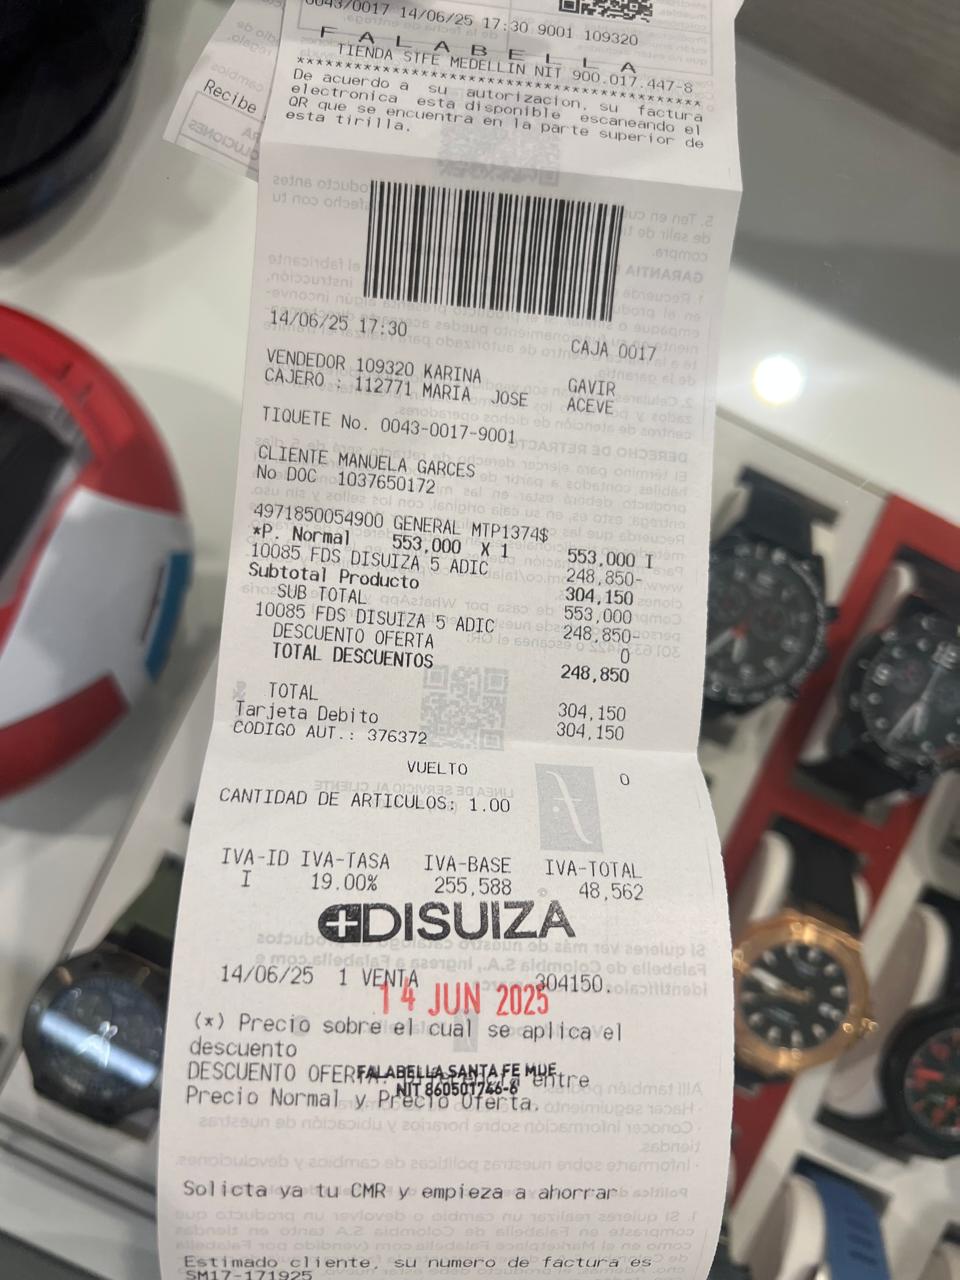 0043/0017 14/06/25 17:30 9001 109320
FALABELLA
TIENDA STFE MEDELLIN NIT 900.017.447-8
************************************************
De acuerdo a su autorizacion, su factura
electronica esta disponible escaneando el
QR que se encuentra en la parte superior de
esta tirilla.
Recibe
14/06/25 17:30
CAJA 0017
VENDEDOR 109320 KARINA GAVIR
CAJERO : 112771 MARIA JOSE ACEVE
TIQUETE No. 0043-0017-9001
CLIENTE MANUELA GARCES
No DOC 1037650172
4971850054900 GENERAL MTP1374$
*P. Normal 553,000 X 1 553,000 I
10085 FDS DISUIZA 5 ADIC 248,850-
Subtotal Producto 304,150
SUB TOTAL 553,000
10085 FDS DISUIZA 5 ADIC 248,850-
DESCUENTO OFERTA 0
TOTAL DESCUENTOS 248,850
TOTAL 304,150
Tarjeta Debito 304,150
CODIGO AUT.: 376372
VUELTO 0
CANTIDAD DE ARTICULOS: 1.00
IVA-ID IVA-TASA IVA-BASE IVA-TOTAL
I 19.00% 255,588 48,562
DISUIZA
14/06/25 1 VENTA 304150.
14 JUN 2025
(*) Precio sobre el cual se aplica el
descuento
DESCUENTO OFERTA: entre
FALABELLA SANTA FE MUE
NIT 860501746-6
Precio Normal y Precio Oferta.
Solicta ya tu CMR y empieza a ahorrar
Estimado cliente, su numero de factura es
SM17-171925